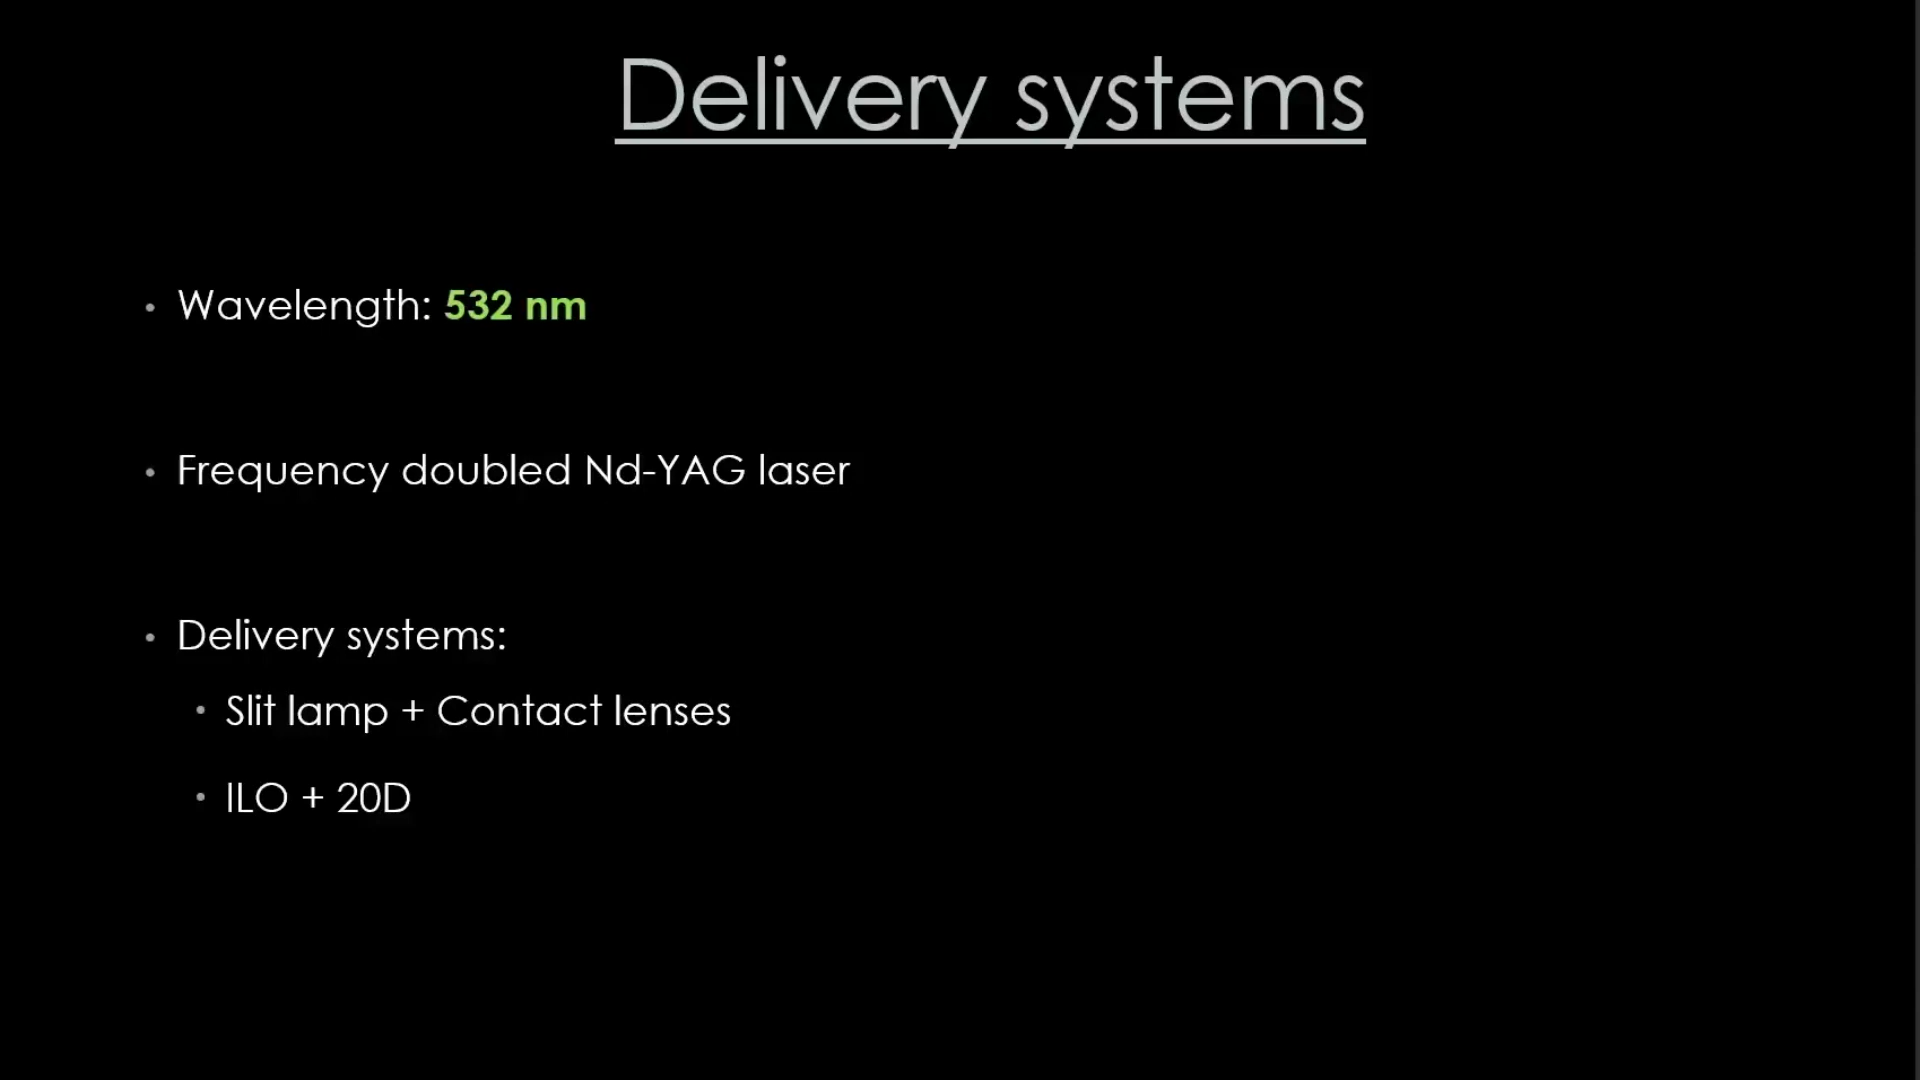 Delivery systems
• Wavelength: 532 nm
• Frequency doubled Nd-YAG laser
• Delivery systems:
• Slit lamp + Contact lenses
• ILO + 20D